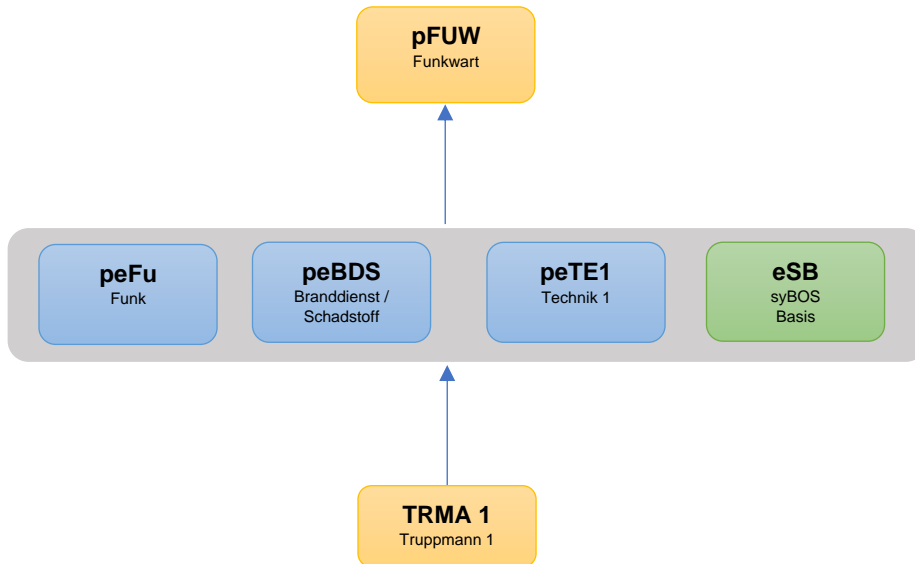 pFUW
Funkwart
peFu
Funk
peBDS
Branddienst /
Schadstoff
peTE1
Technik 1
eSB
syBOS
Basis
TRMA 1
Truppmann 1